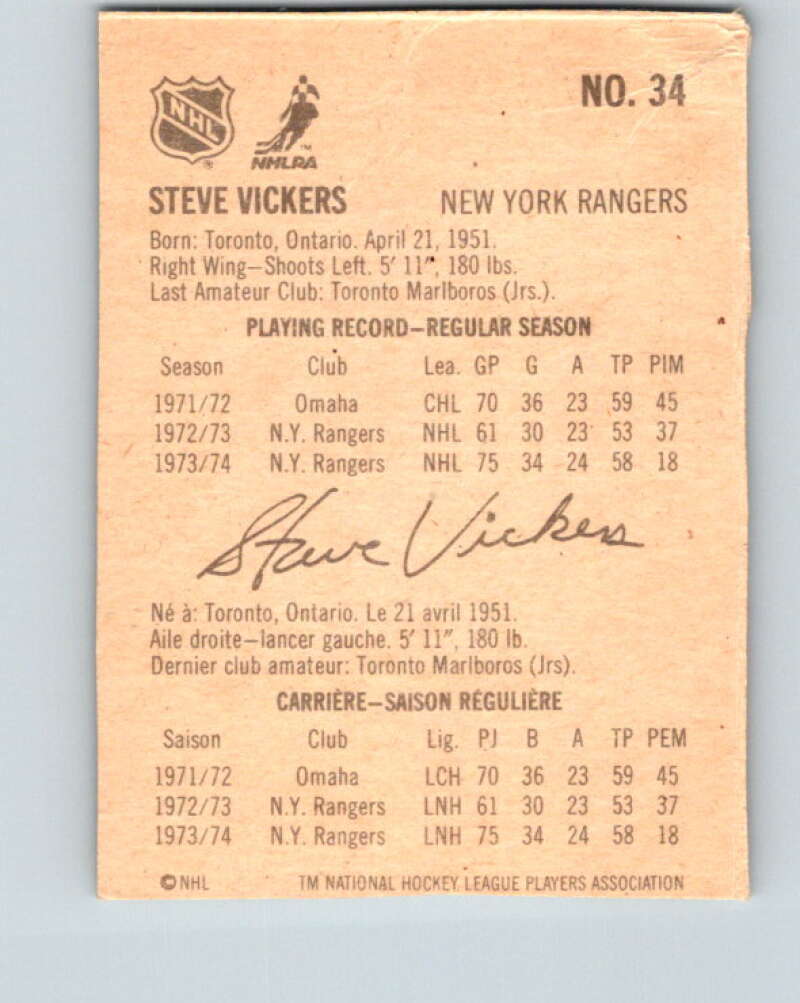 NO. 34
NHL
NHLPA
STEVE VICKERS NEW YORK RANGERS
Born: Toronto, Ontario. April 21, 1951.
Right Wing—Shoots Left. 5' 11", 180 lbs.
Last Amateur Club: Toronto Marlboros (Jrs.).
PLAYING RECORD—REGULAR SEASON
Season Club Lea. GP G A TP PIM
1971/72 Omaha CHL 70 36 23 59 45
1972/73 N.Y. Rangers NHL 61 30 23 53 37
1973/74 N.Y. Rangers NHL 75 34 24 58 18
Steve Vickers
Né à: Toronto, Ontario. Le 21 avril 1951.
Aile droite—lancer gauche. 5' 11", 180 lb.
Dernier club amateur: Toronto Marlboros (Jrs).
CARRIÈRE—SAISON RÉGULIÈRE
Saison Club Lig. PJ B A TP PEM
1971/72 Omaha LCH 70 36 23 59 45
1972/73 N.Y. Rangers LNH 61 30 23 53 37
1973/74 N.Y. Rangers LNH 75 34 24 58 18
© NHL TM NATIONAL HOCKEY LEAGUE PLAYERS ASSOCIATION